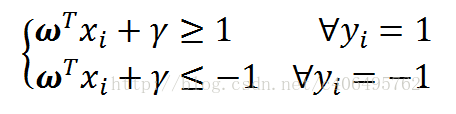 ωᵀxᵢ + γ ≥ 1 ∀yᵢ = 1
ωᵀxᵢ + γ ≤ −1 ∀yᵢ = −1